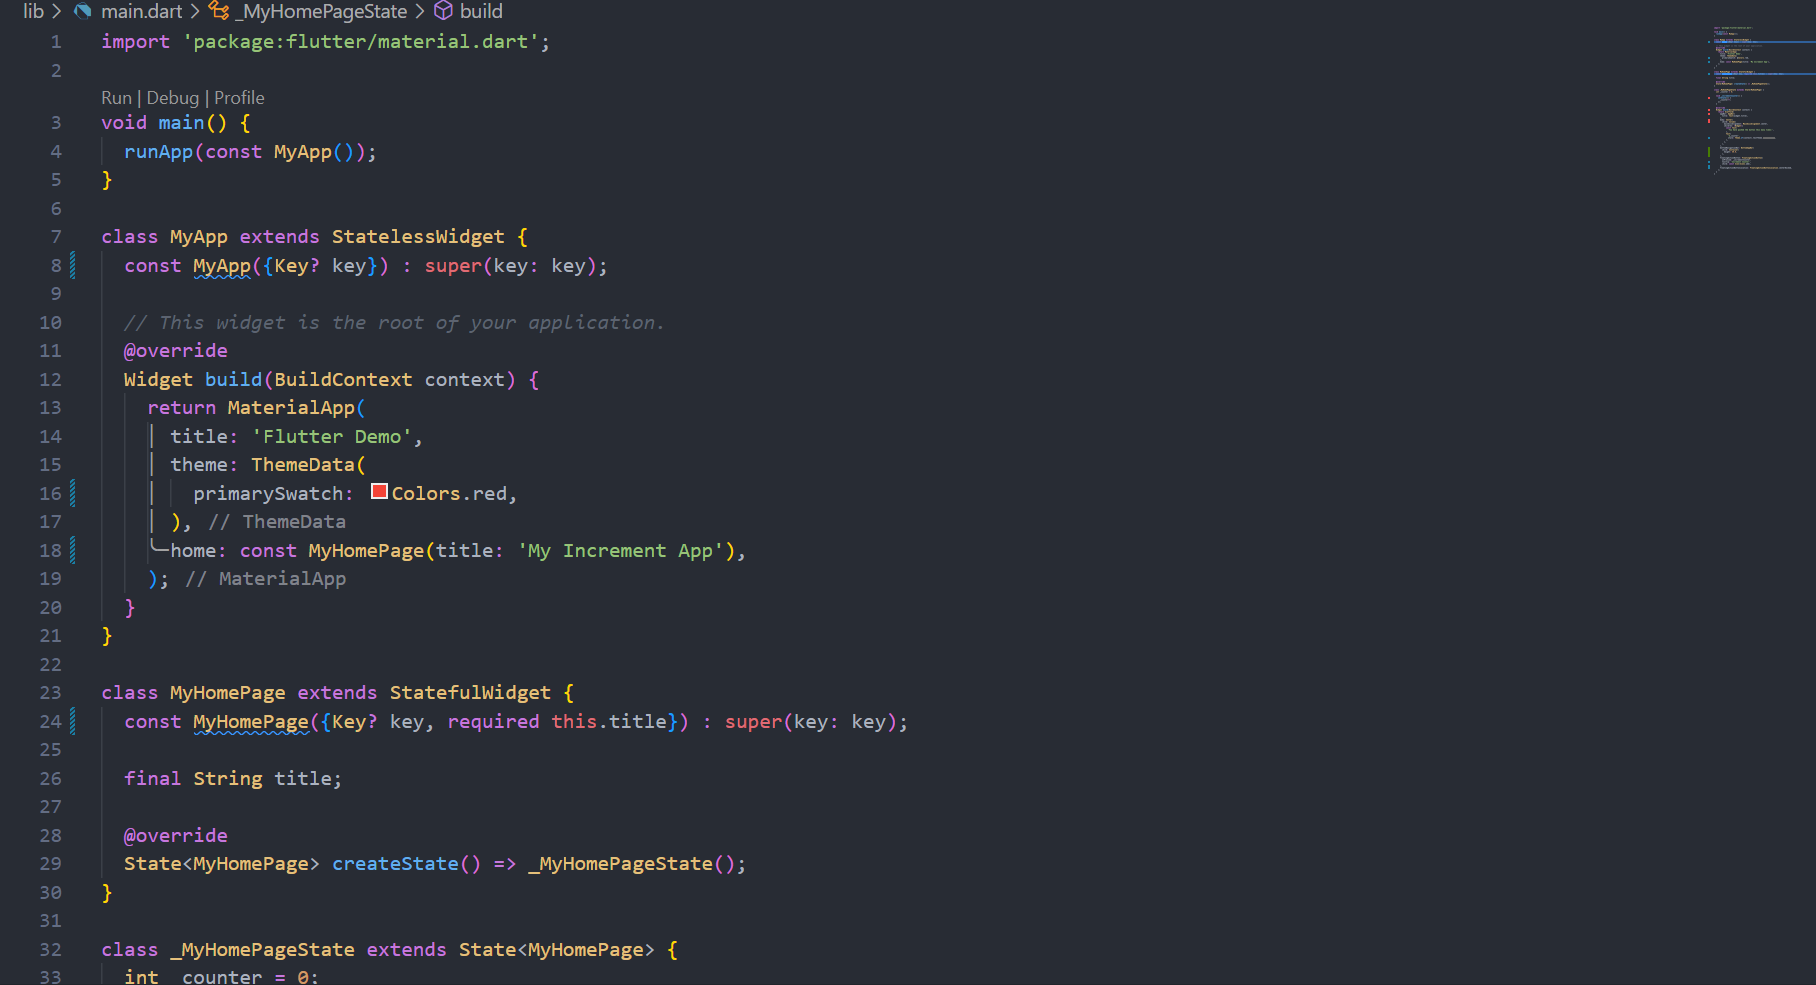 lib > main.dart > _MyHomePageState > build
1 import 'package:flutter/material.dart';
2
Run | Debug | Profile
3 void main() {
4 runApp(const MyApp());
5 }
6
7 class MyApp extends StatelessWidget {
8 const MyApp({Key? key}) : super(key: key);
9
10 // This widget is the root of your application.
11 @override
12 Widget build(BuildContext context) {
13 return MaterialApp(
14 title: 'Flutter Demo',
15 theme: ThemeData(
16 primarySwatch: Colors.red,
17 ), // ThemeData
18 home: const MyHomePage(title: 'My Increment App'),
19 ); // MaterialApp
20 }
21 }
22
23 class MyHomePage extends StatefulWidget {
24 const MyHomePage({Key? key, required this.title}) : super(key: key);
25
26 final String title;
27
28 @override
29 State<MyHomePage> createState() => _MyHomePageState();
30 }
31
32 class _MyHomePageState extends State<MyHomePage> {
33 int _counter = 0;